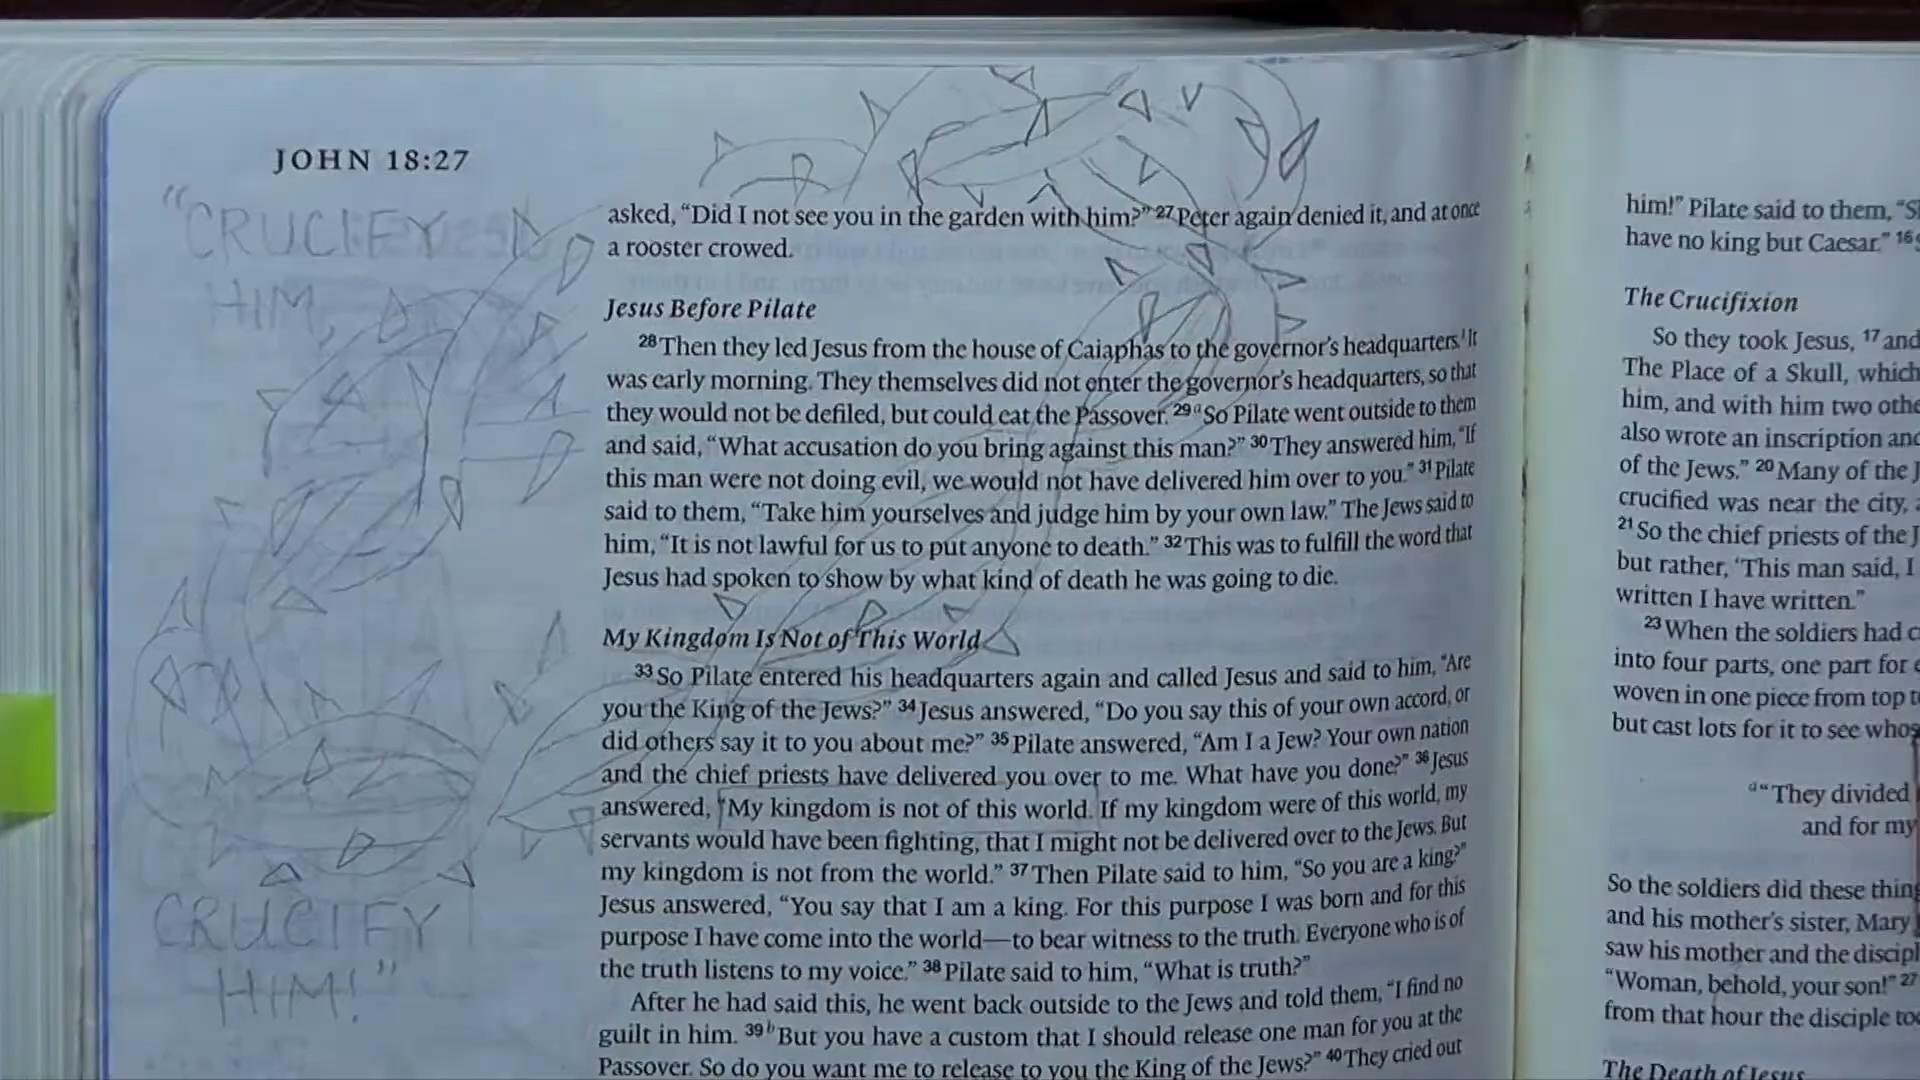 JOHN 18:27
"CRUCIFY
HIM,
CRUCIFY
HIM!"
asked, “Did I not see you in the garden with him?” 27 Peter again denied it, and at once
a rooster crowed.
Jesus Before Pilate
28 Then they led Jesus from the house of Caiaphas to the governor’s headquarters.1 It
was early morning. They themselves did not enter the governor’s headquarters, so that
they would not be defiled, but could eat the Passover. 29 a So Pilate went outside to them
and said, “What accusation do you bring against this man?” 30 They answered him, “If
this man were not doing evil, we would not have delivered him over to you.” 31 Pilate
said to them, “Take him yourselves and judge him by your own law.” The Jews said to
him, “It is not lawful for us to put anyone to death.” 32 This was to fulfill the word that
Jesus had spoken to show by what kind of death he was going to die.
My Kingdom Is Not of This World
33 So Pilate entered his headquarters again and called Jesus and said to him, “Are
you the King of the Jews?” 34 Jesus answered, “Do you say this of your own accord, or
did others say it to you about me?” 35 Pilate answered, “Am I a Jew? Your own nation
and the chief priests have delivered you over to me. What have you done?” 36 Jesus
answered, “My kingdom is not of this world. If my kingdom were of this world, my
servants would have been fighting, that I might not be delivered over to the Jews. But
my kingdom is not from the world.” 37 Then Pilate said to him, “So you are a king?”
Jesus answered, “You say that I am a king. For this purpose I was born and for this
purpose I have come into the world—to bear witness to the truth. Everyone who is of
the truth listens to my voice.” 38 Pilate said to him, “What is truth?”
After he had said this, he went back outside to the Jews and told them, “I find no
guilt in him. 39 b But you have a custom that I should release one man for you at the
Passover. So do you want me to release to you the King of the Jews?” 40 They cried out
him!” Pilate said to them, “S
have no king but Caesar.” 16
The Crucifixion
So they took Jesus, 17 and
The Place of a Skull, which
him, and with him two othe
also wrote an inscription and
of the Jews.” 20 Many of the J
crucified was near the city,
21 So the chief priests of the J
but rather, ‘This man said, I
written I have written.”
23 When the soldiers had c
into four parts, one part for e
woven in one piece from top t
but cast lots for it to see whos
a “They divided
and for my
So the soldiers did these thing
and his mother’s sister, Mary
saw his mother and the discipl
“Woman, behold, your son!” 27
from that hour the disciple too
The Death of Jesus